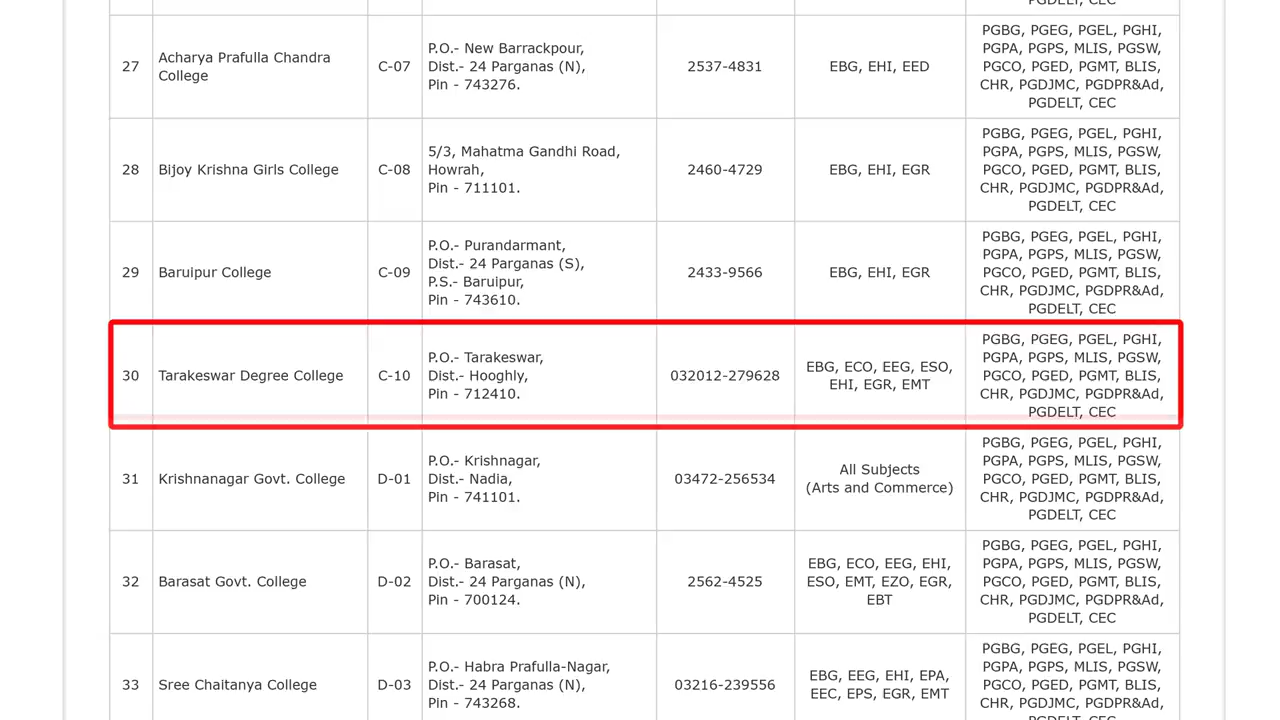 PGDELT, CEC
27
Acharya Prafulla Chandra
College
C-07
P.O.- New Barrackpour,
Dist.- 24 Parganas (N),
Pin - 743276.
2537-4831
EBG, EHI, EED
PGBG, PGEG, PGEL, PGHI,
PGPA, PGPS, MLIS, PGSW,
PGCO, PGED, PGMT, BLIS,
CHR, PGDJMC, PGDPR&Ad,
PGDELT, CEC
28
Bijoy Krishna Girls College
C-08
5/3, Mahatma Gandhi Road,
Howrah,
Pin - 711101.
2460-4729
EBG, EHI, EGR
PGBG, PGEG, PGEL, PGHI,
PGPA, PGPS, MLIS, PGSW,
PGCO, PGED, PGMT, BLIS,
CHR, PGDJMC, PGDPR&Ad,
PGDELT, CEC
29
Baruipur College
C-09
P.O.- Purandarmant,
Dist.- 24 Parganas (S),
P.S.- Baruipur,
Pin - 743610.
2433-9566
EBG, EHI, EGR
PGBG, PGEG, PGEL, PGHI,
PGPA, PGPS, MLIS, PGSW,
PGCO, PGED, PGMT, BLIS,
CHR, PGDJMC, PGDPR&Ad,
PGDELT, CEC
30
Tarakeswar Degree College
C-10
P.O.- Tarakeswar,
Dist.- Hooghly,
Pin - 712410.
032012-279628
EBG, ECO, EEG, ESO,
EHI, EGR, EMT
PGBG, PGEG, PGEL, PGHI,
PGPA, PGPS, MLIS, PGSW,
PGCO, PGED, PGMT, BLIS,
CHR, PGDJMC, PGDPR&Ad,
PGDELT, CEC
31
Krishnanagar Govt. College
D-01
P.O.- Krishnagar,
Dist.- Nadia,
Pin - 741101.
03472-256534
All Subjects
(Arts and Commerce)
PGBG, PGEG, PGEL, PGHI,
PGPA, PGPS, MLIS, PGSW,
PGCO, PGED, PGMT, BLIS,
CHR, PGDJMC, PGDPR&Ad,
PGDELT, CEC
32
Barasat Govt. College
D-02
P.O.- Barasat,
Dist.- 24 Parganas (N),
Pin - 700124.
2562-4525
EBG, ECO, EEG, EHI,
ESO, EMT, EZO, EGR,
EBT
PGBG, PGEG, PGEL, PGHI,
PGPA, PGPS, MLIS, PGSW,
PGCO, PGED, PGMT, BLIS,
CHR, PGDJMC, PGDPR&Ad,
PGDELT, CEC
33
Sree Chaitanya College
D-03
P.O.- Habra Prafulla-Nagar,
Dist.- 24 Parganas (N),
Pin - 743268.
03216-239556
EBG, EEG, EHI, EPA,
EEC, EPS, EGR, EMT
PGBG, PGEG, PGEL, PGHI,
PGPA, PGPS, MLIS, PGSW,
PGCO, PGED, PGMT, BLIS,
CHR, PGDJMC, PGDPR&Ad,
PGDELT, CEC